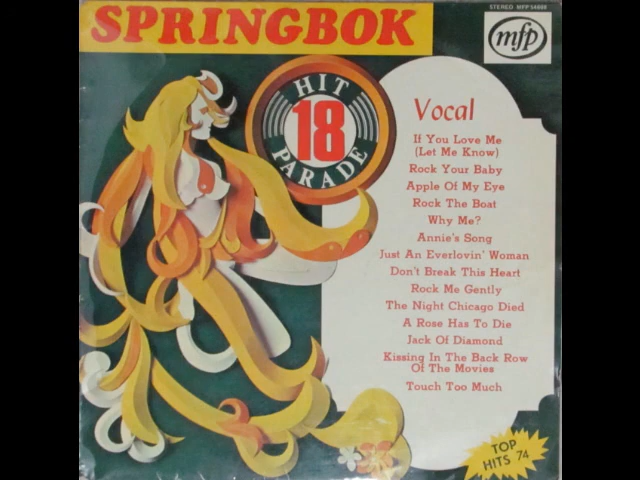 SPRINGBOK
STEREO MFP 54668
mfp
HIT
18
PARADE
Vocal
If You Love Me
(Let Me Know)
Rock Your Baby
Apple Of My Eye
Rock The Boat
Why Me?
Annie's Song
Just An Everlovin' Woman
Don't Break This Heart
Rock Me Gently
The Night Chicago Died
A Rose Has To Die
Jack Of Diamond
Kissing In The Back Row
Of The Movies
Touch Too Much
TOP
HITS 74